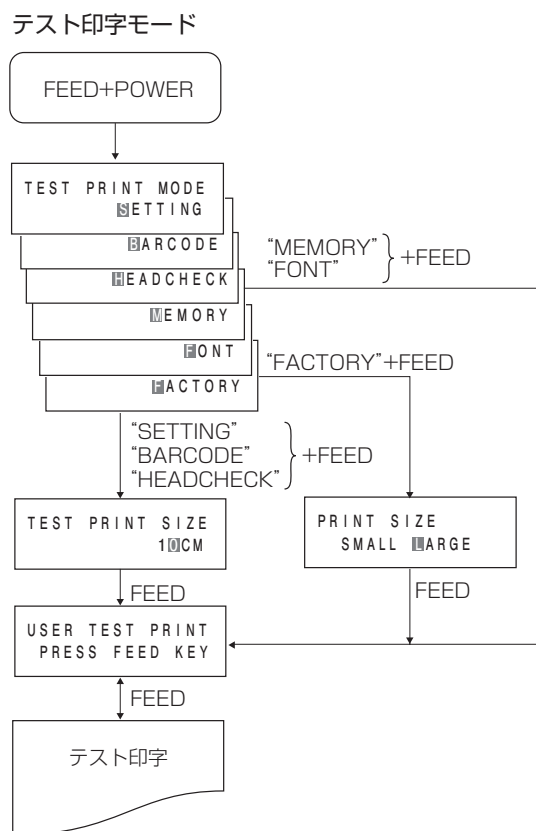 テスト印字モード
FEED+POWER
TEST PRINT MODE
SETTING
BARCODE
HEADCHECK
MEMORY
FONT
FACTORY
“MEMORY”
“FONT”
+FEED
“FACTORY”+FEED
“SETTING”
“BARCODE”
“HEADCHECK”
+FEED
TEST PRINT SIZE
10CM
PRINT SIZE
SMALL LARGE
FEED
FEED
USER TEST PRINT
PRESS FEED KEY
FEED
テスト印字